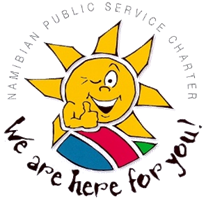 NAMIBIAN PUBLIC SERVICE CHARTER
We are here for you!